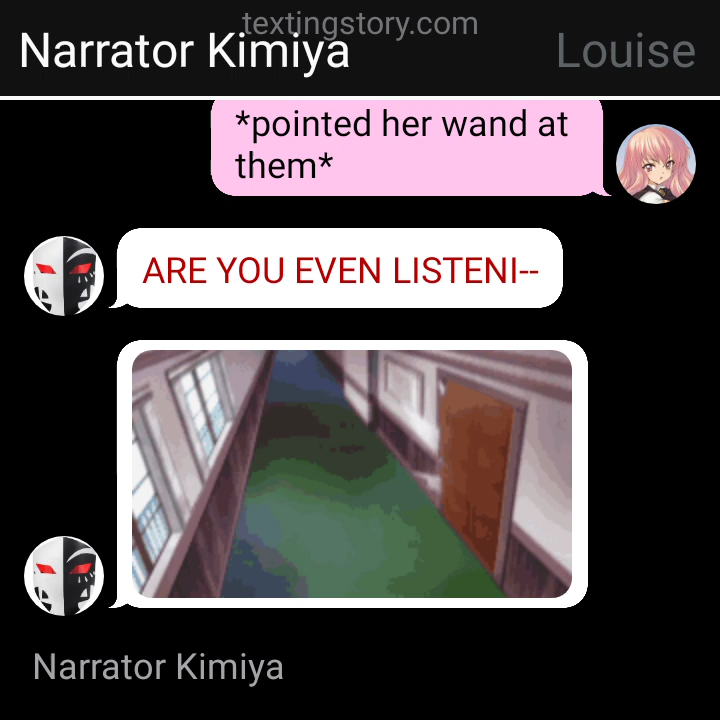 textingstory.com
Narrator Kimiya
Louise
*pointed her wand at
them*
ARE YOU EVEN LISTENI--
Narrator Kimiya